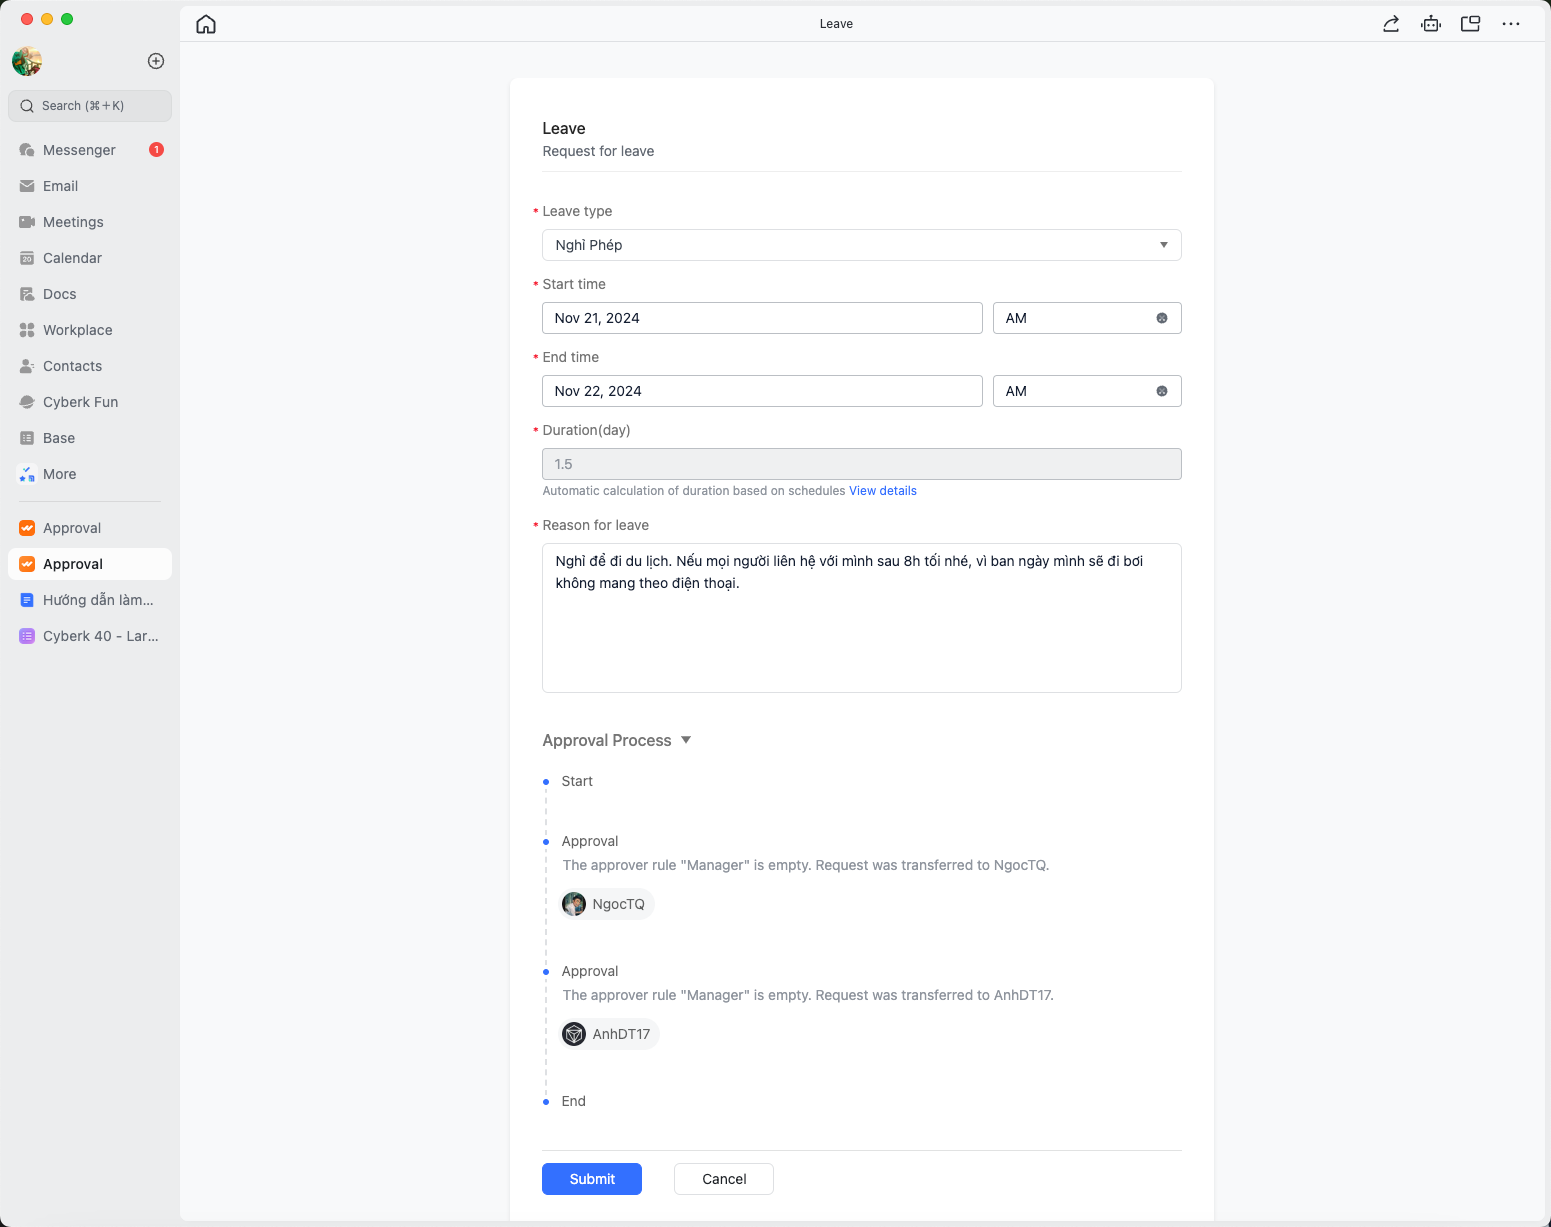 Leave
Search (⌘+K)
Messenger
1
Email
Meetings
20
Calendar
Docs
Workplace
Contacts
Cyberk Fun
Base
More
Approval
Approval
Hướng dẫn làm...
Cyberk 40 - Lar...
Leave
Request for leave
* Leave type
Nghỉ Phép
* Start time
Nov 21, 2024
AM
* End time
Nov 22, 2024
AM
* Duration(day)
1.5
Automatic calculation of duration based on schedules View details
* Reason for leave
Nghỉ để đi du lịch. Nếu mọi người liên hệ với mình sau 8h tối nhé, vì ban ngày mình sẽ đi bơi
không mang theo điện thoại.
Approval Process
Start
Approval
The approver rule "Manager" is empty. Request was transferred to NgocTQ.
NgocTQ
Approval
The approver rule "Manager" is empty. Request was transferred to AnhDT17.
AnhDT17
End
Submit
Cancel